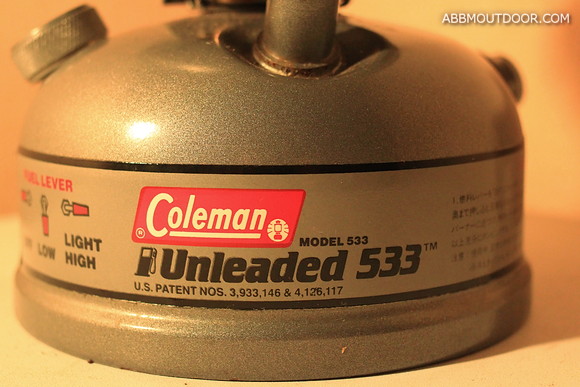 ABBMOUTDOOR.COM
FUEL LEVER
LOW
LIGHT
HIGH
Coleman
®
MODEL 533
Unleaded 533™
U.S. PATENT NOS. 3,933,146 & 4,126,117